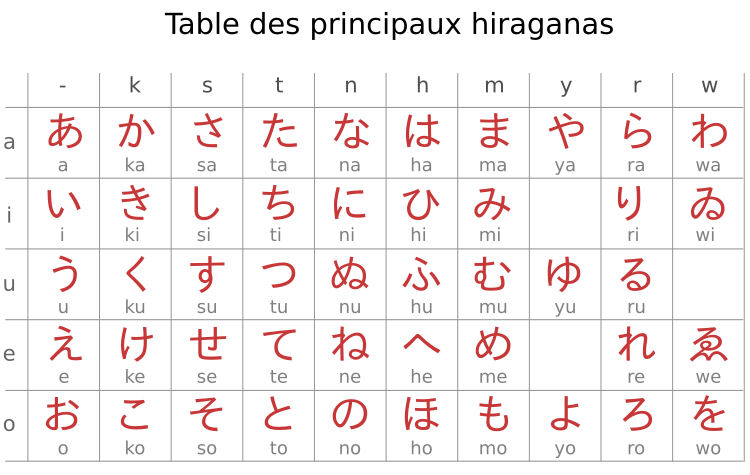 Table des principaux hiraganas
- k s t n h m y r w
a あ か さ た な は ま や ら わ
a ka sa ta na ha ma ya ra wa
i い き し ち に ひ み り ゐ
i ki si ti ni hi mi ri wi
u う く す つ ぬ ふ む ゆ る
u ku su tu nu hu mu yu ru
e え け せ て ね へ め れ ゑ
e ke se te ne he me re we
o お こ そ と の ほ も よ ろ を
o ko so to no ho mo yo ro wo